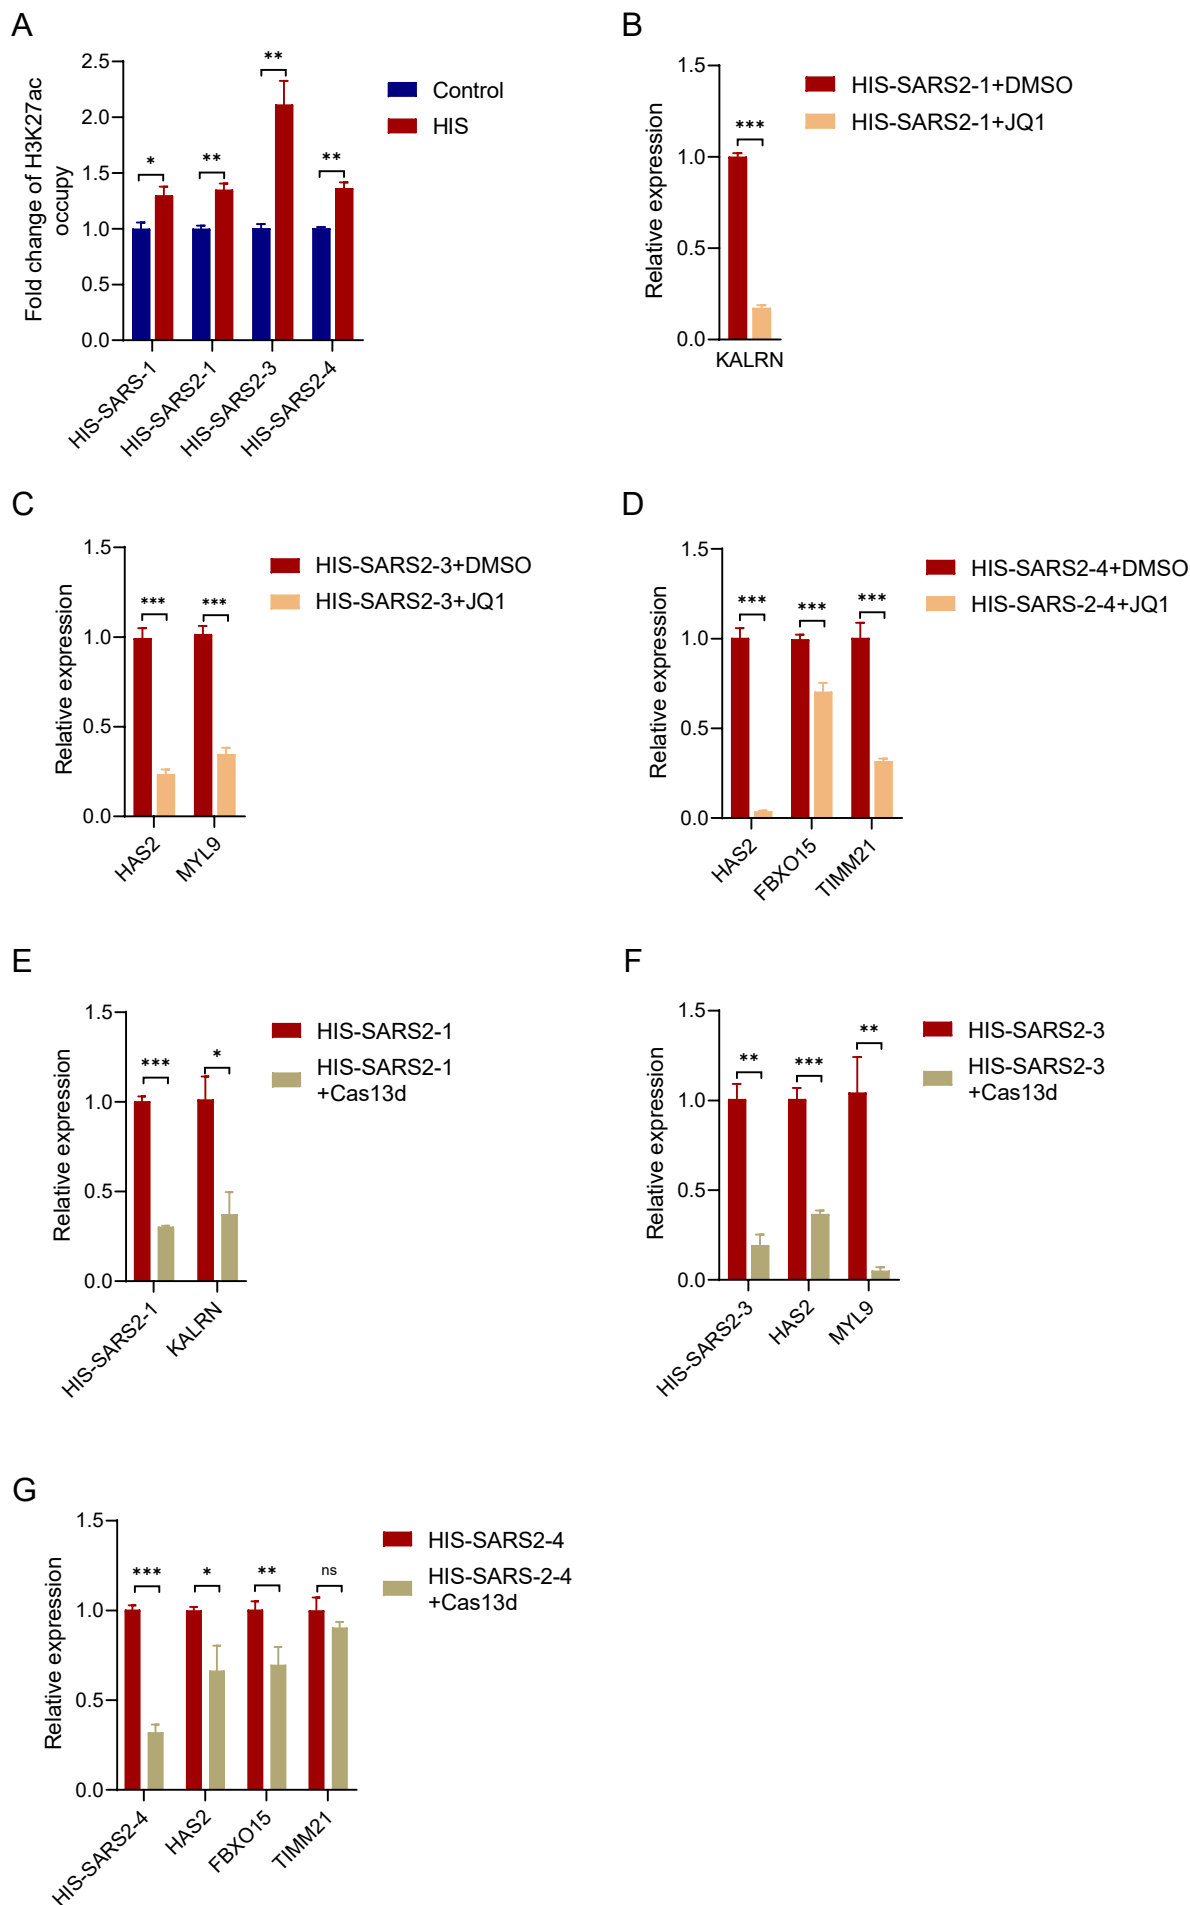 A
Fold change of H3K27ac
occupy
2.5
2.0
1.5
1.0
0.5
0.0
*
**
**
**
Control
HIS
HIS-SARS-1
HIS-SARS2-1
HIS-SARS2-3
HIS-SARS2-4
B
Relative expression
1.5
1.0
0.5
0.0
***
HIS-SARS2-1+DMSO
HIS-SARS2-1+JQ1
KALRN
C
Relative expression
1.5
1.0
0.5
0.0
***
***
HIS-SARS2-3+DMSO
HIS-SARS2-3+JQ1
HAS2
MYL9
D
Relative expression
1.5
1.0
0.5
0.0
***
***
***
HIS-SARS2-4+DMSO
HIS-SARS-2-4+JQ1
HAS2
FBXO15
TIMM21
E
Relative expression
1.5
1.0
0.5
0.0
***
*
HIS-SARS2-1
HIS-SARS2-1
+Cas13d
HIS-SARS2-1
KALRN
F
Relative expression
1.5
1.0
0.5
0.0
**
***
**
HIS-SARS2-3
HIS-SARS2-3
+Cas13d
HIS-SARS2-3
HAS2
MYL9
G
Relative expression
1.5
1.0
0.5
0.0
***
*
**
ns
HIS-SARS2-4
HIS-SARS-2-4
+Cas13d
HIS-SARS2-4
HAS2
FBXO15
TIMM21